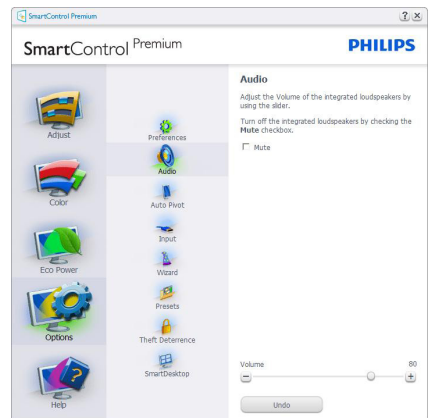 SmartControl Premium
SmartControl Premium
PHILIPS
Adjust
Color
Eco Power
Options
Help
Preferences
Audio
Auto Pivot
Input
Wizard
Presets
Theft Deterrence
SmartDesktop
Audio
Adjust the Volume of the integrated loudspeakers by
using the slider.
Turn off the integrated loudspeakers by checking the
Mute checkbox.
Mute
Volume 80
Undo